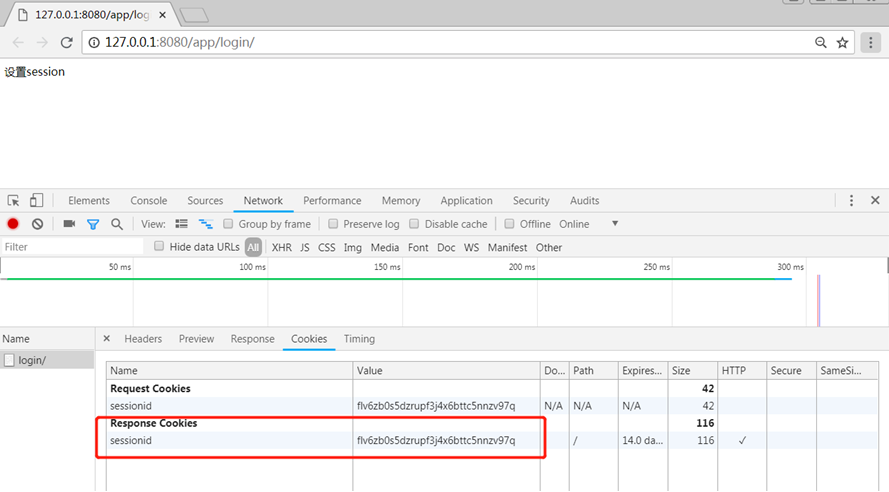 127.0.0.1:8080/app/log
127.0.0.1:8080/app/login/
设置session
Elements Console Sources Network Performance Memory Application Security Audits
View: Group by frame Preserve log Disable cache Offline Online
Filter Hide data URLs All XHR JS CSS Img Media Font Doc WS Manifest Other
50 ms 100 ms 150 ms 200 ms 250 ms 300 ms
Name Headers Preview Response Cookies Timing
login/
Name Value Do... Path Expires... Size HTTP Secure SameSi...
Request Cookies 42
sessionid flv6zb0s5dzrupf3j4x6bttc5nnzv97q N/A N/A N/A 42
Response Cookies 116
sessionid flv6zb0s5dzrupf3j4x6bttc5nnzv97q / 14.0 da... 116 ✓